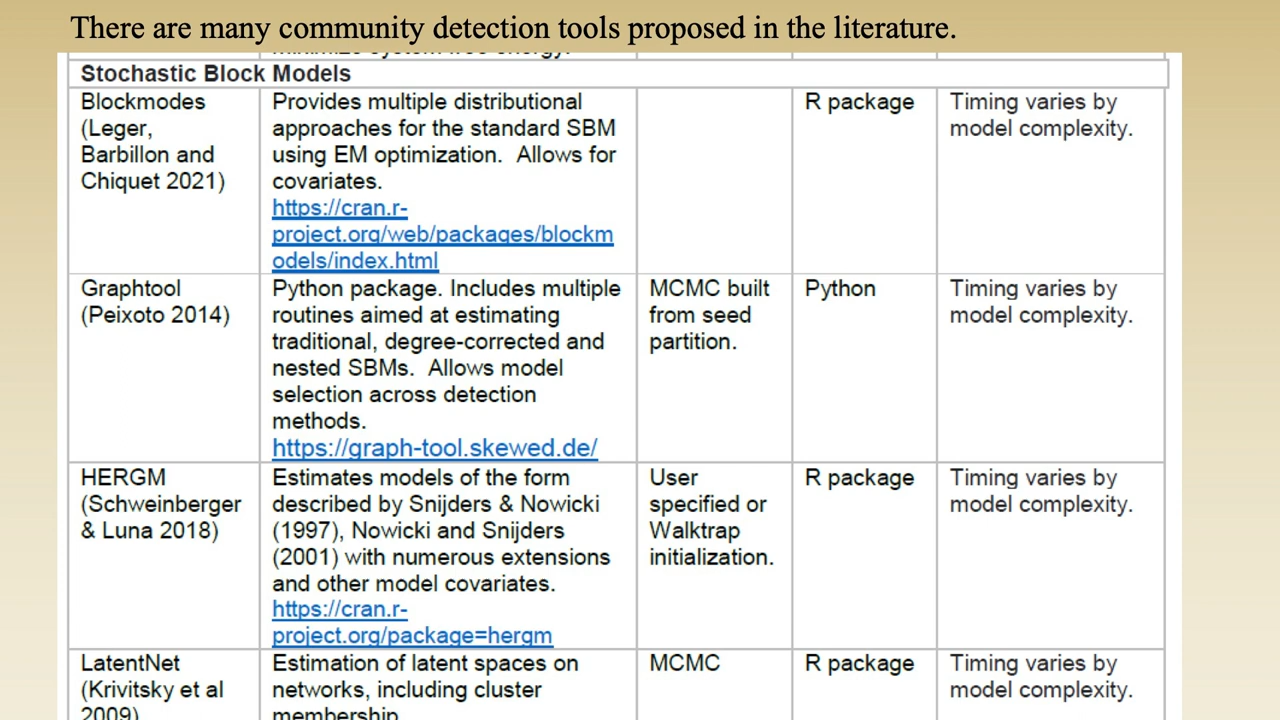 There are many community detection tools proposed in the literature.
minimize system free energy.
Stochastic Block Models
Blockmodes
(Leger,
Barbillon and
Chiquet 2021)
Provides multiple distributional
approaches for the standard SBM
using EM optimization. Allows for
covariates.
https://cran.r-
project.org/web/packages/blockm
odels/index.html
R package
Timing varies by
model complexity.
Graphtool
(Peixoto 2014)
Python package. Includes multiple
routines aimed at estimating
traditional, degree-corrected and
nested SBMs. Allows model
selection across detection
methods.
https://graph-tool.skewed.de/
MCMC built
from seed
partition.
Python
Timing varies by
model complexity.
HERGM
(Schweinberger
& Luna 2018)
Estimates models of the form
described by Snijders & Nowicki
(1997), Nowicki and Snijders
(2001) with numerous extensions
and other model covariates.
https://cran.r-
project.org/package=hergm
User
specified or
Walktrap
initialization.
R package
Timing varies by
model complexity.
LatentNet
(Krivitsky et al
2009)
Estimation of latent spaces on
networks, including cluster
membership
MCMC
R package
Timing varies by
model complexity.